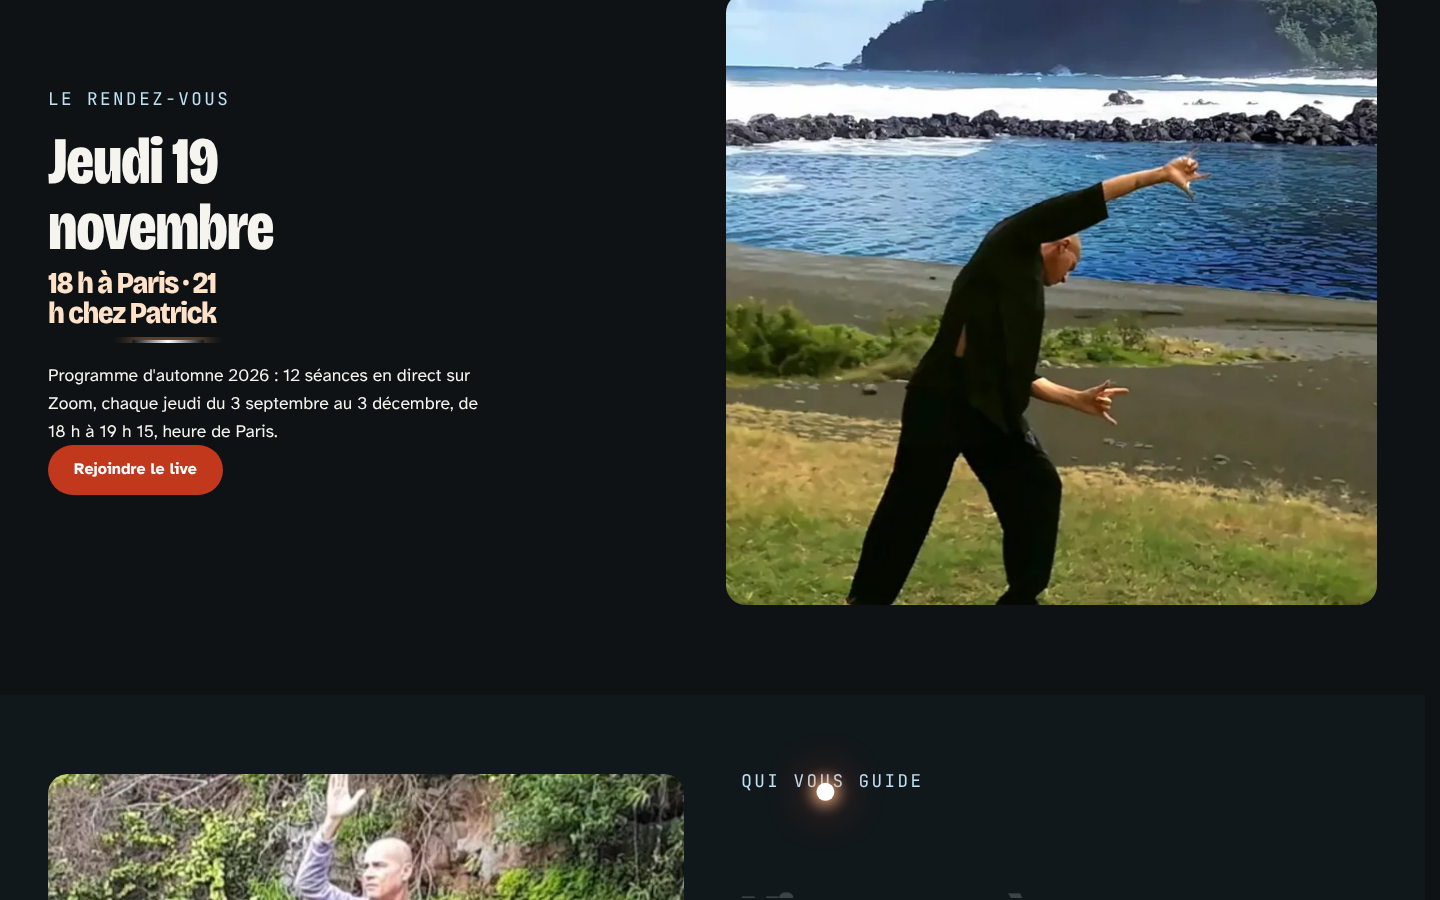 LE RENDEZ-VOUS
Jeudi 19
novembre
18 h à Paris · 21
h chez Patrick
Programme d'automne 2026 : 12 séances en direct sur
Zoom, chaque jeudi du 3 septembre au 3 décembre, de
18 h à 19 h 15, heure de Paris.
Rejoindre le live
QUI VOUS GUIDE